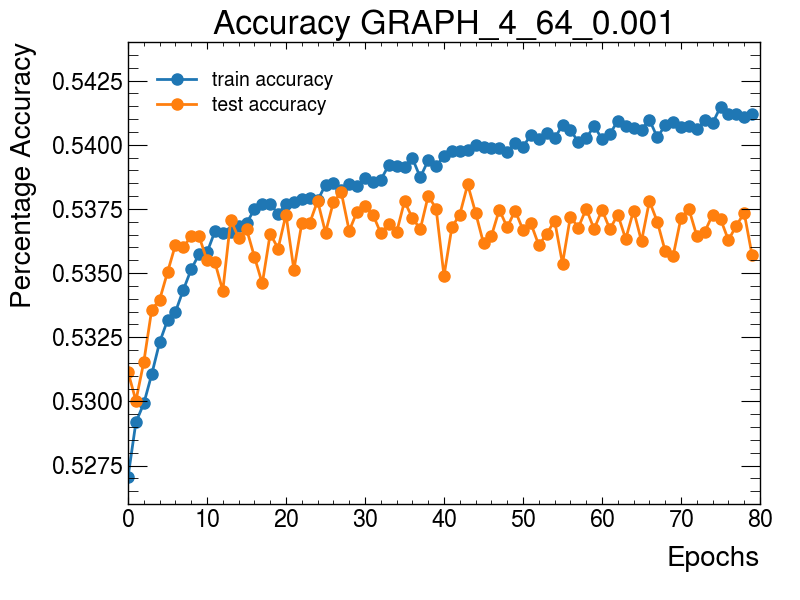 Accuracy GRAPH_4_64_0.001
Percentage Accuracy
0.5425
0.5400
0.5375
0.5350
0.5325
0.5300
0.5275
train accuracy
test accuracy
0 10 20 30 40 50 60 70 80
Epochs